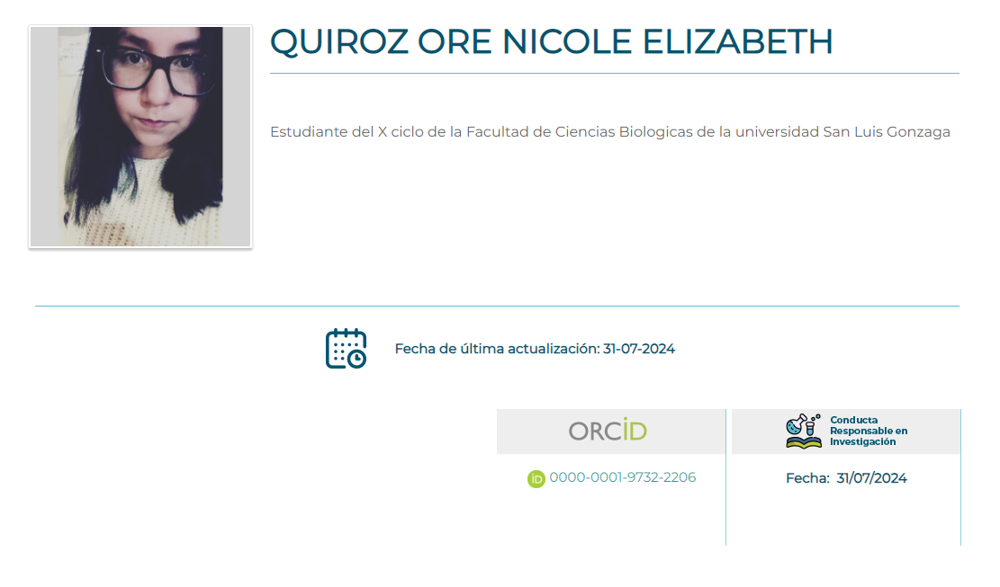 QUIROZ ORE NICOLE ELIZABETH
Estudiante del X ciclo de la Facultad de Ciencias Biologicas de la universidad San Luis Gonzaga
Fecha de última actualización: 31-07-2024
ORCID
iD 0000-0001-9732-2206
Conducta
Responsable en
Investigación
Fecha: 31/07/2024